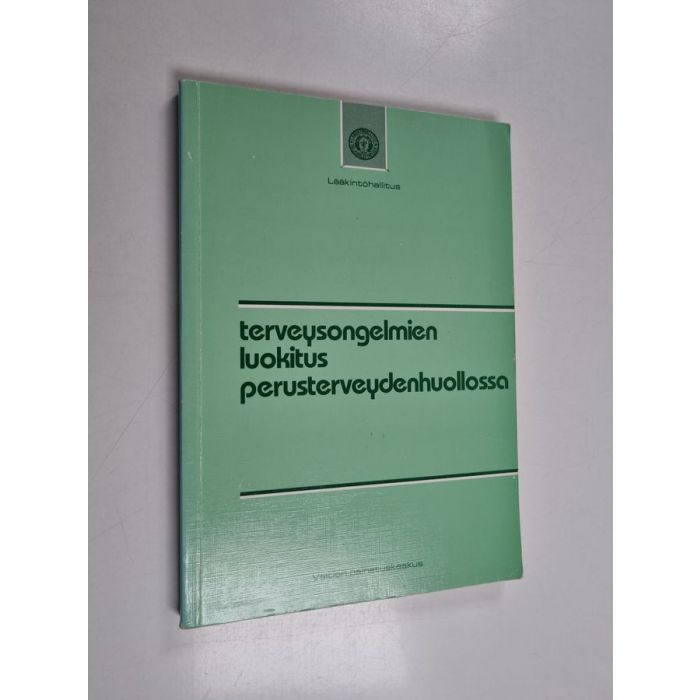 Lääkintöhallitus
terveysongelmien
luokitus
perusterveydenhuollossa
Valtion painatuskeskus